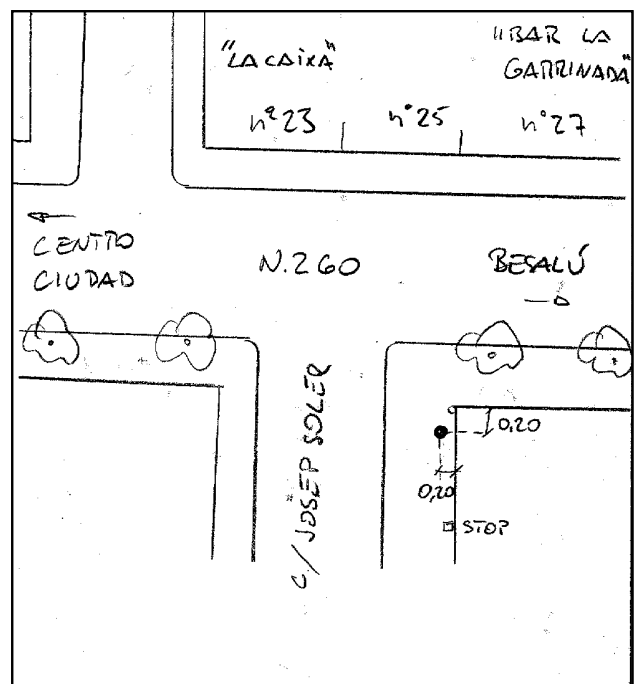 "LA CAIXA"
"BAR LA
GARRINADA"
nº23
nº25
nº27
CENTRO
CIUDAD
N.260
BESALÚ
C/ JOSEP SOLER
0,20
0,20
STOP